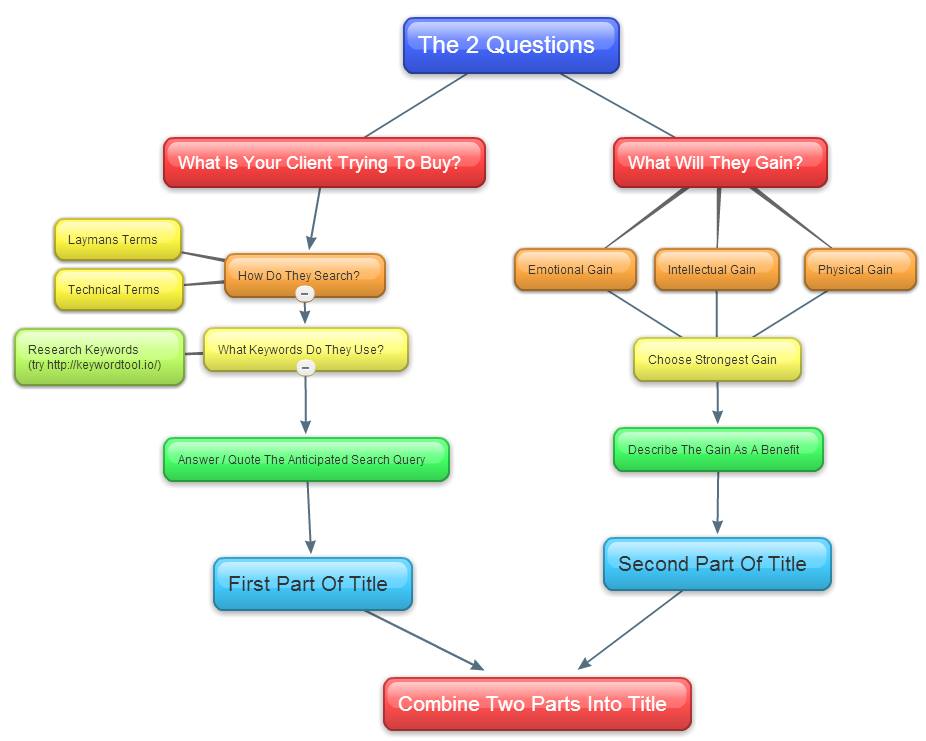 The 2 Questions
What Is Your Client Trying To Buy?
What Will They Gain?
Laymans Terms
Technical Terms
How Do They Search?
Emotional Gain
Intellectual Gain
Physical Gain
Research Keywords
(try http://keywordtool.io/)
What Keywords Do They Use?
Choose Strongest Gain
Answer / Quote The Anticipated Search Query
Describe The Gain As A Benefit
First Part Of Title
Second Part Of Title
Combine Two Parts Into Title